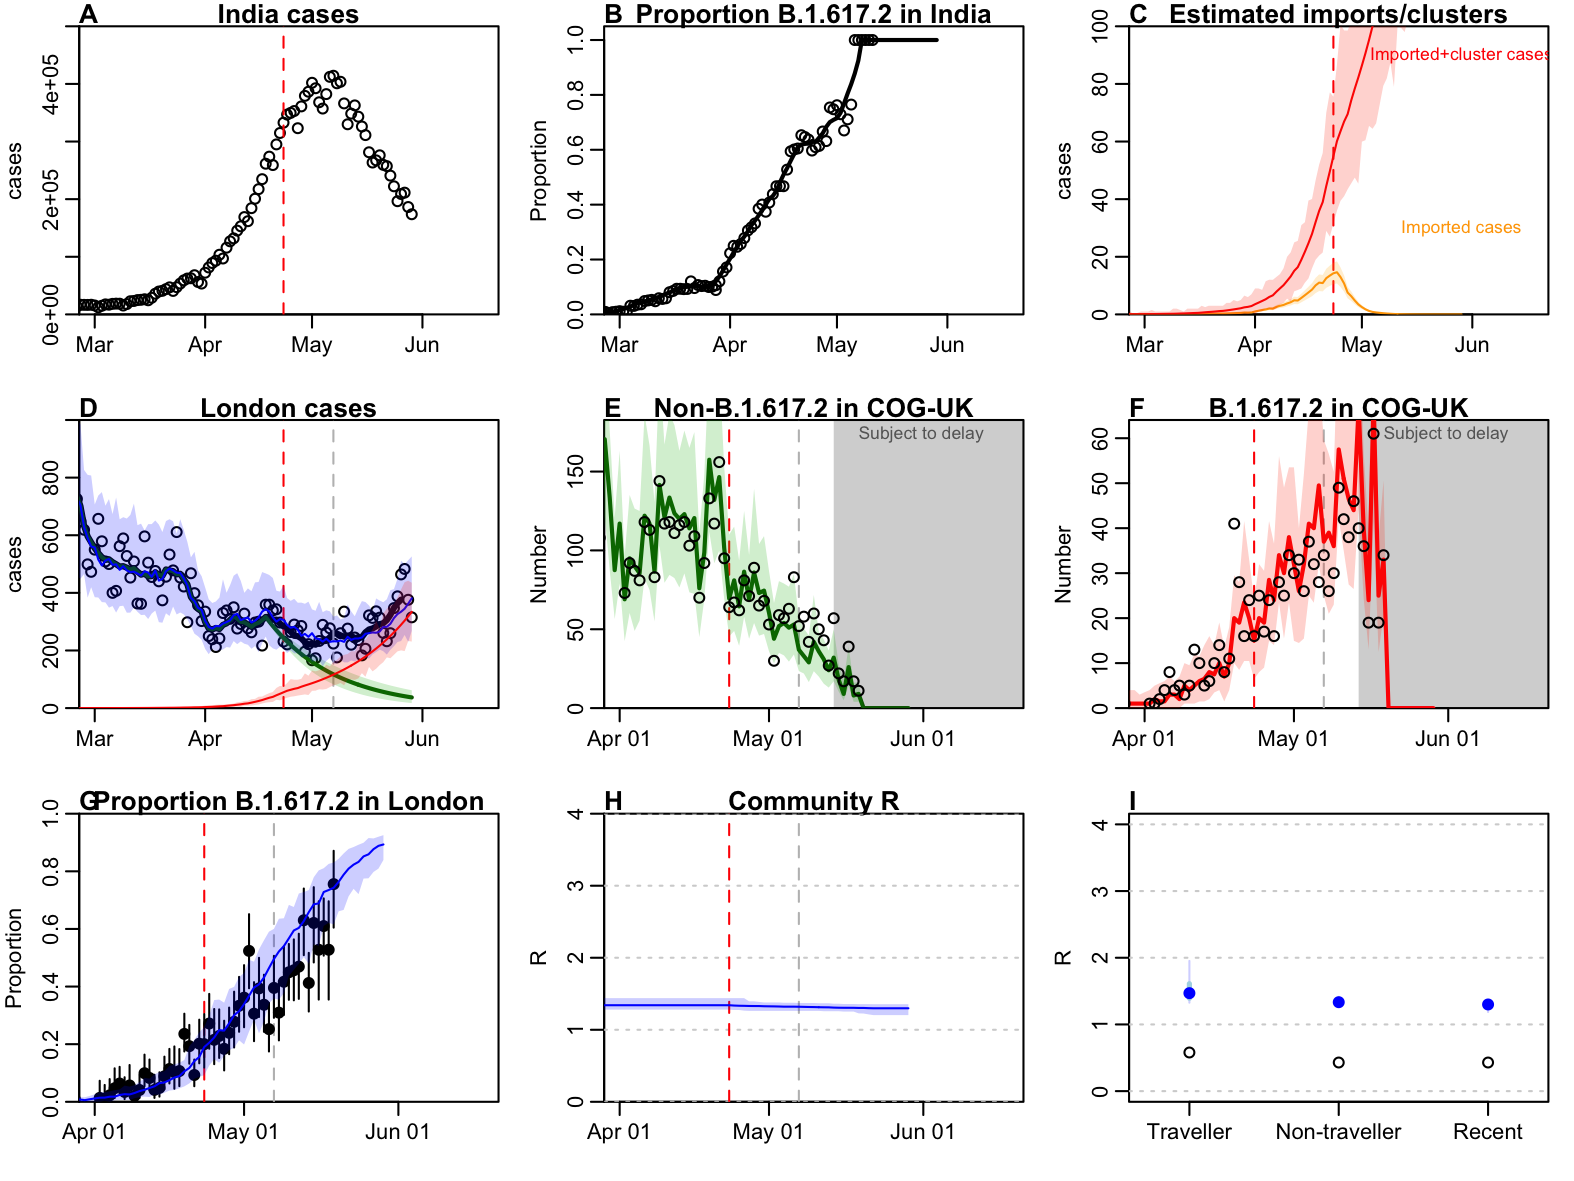 A India cases
cases
0e+00 2e+05 4e+05
Mar Apr May Jun
B Proportion B.1.617.2 in India
Proportion
0.0 0.2 0.4 0.6 0.8 1.0
Mar Apr May Jun
C Estimated imports/clusters
cases
0 20 40 60 80 100
Imported+cluster cases
Imported cases
Mar Apr May Jun
D London cases
cases
0 200 400 600 800
Mar Apr May Jun
E Non-B.1.617.2 in COG-UK
Number
0 50 100 150
Subject to delay
Apr 01 May 01 Jun 01
F B.1.617.2 in COG-UK
Number
0 10 20 30 40 50 60
Subject to delay
Apr 01 May 01 Jun 01
G Proportion B.1.617.2 in London
Proportion
0.0 0.2 0.4 0.6 0.8 1.0
Apr 01 May 01 Jun 01
H Community R
R
0 1 2 3 4
Apr 01 May 01 Jun 01
I
R
0 1 2 3 4
Traveller Non-traveller Recent